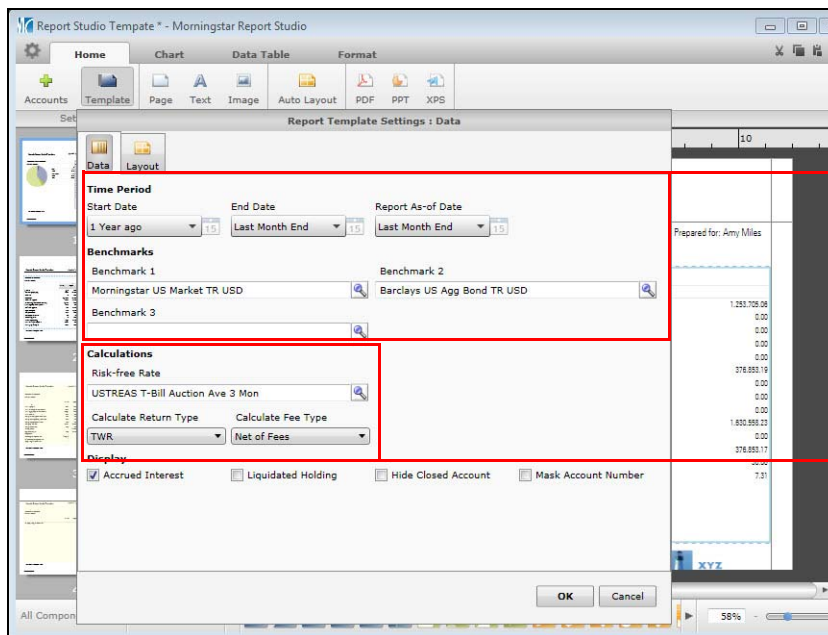 Report Studio Tempate * - Morningstar Report Studio
Home Chart Data Table Format
Accounts Template Page Text Image Auto Layout PDF PPT XPS
Set
Report Template Settings : Data
Data Layout
10
Time Period
Start Date End Date Report As-of Date
1 Year ago 15 Last Month End 15 Last Month End 15
Prepared for: Amy Miles
Benchmarks
Benchmark 1 Benchmark 2
Morningstar US Market TR USD Barclays US Agg Bond TR USD
Benchmark 3
1,253,705.06
0.00
0.00
0.00
0.00
376,853.19
0.00
0.00
0.00
1,630,558.23
0.00
376,853.17
7.31
Calculations
Risk-free Rate
USTREAS T-Bill Auction Ave 3 Mon
Calculate Return Type Calculate Fee Type
TWR Net of Fees
Display
Accrued Interest Liquidated Holding Hide Closed Account Mask Account Number
XYZ
OK Cancel
All Compon
58%